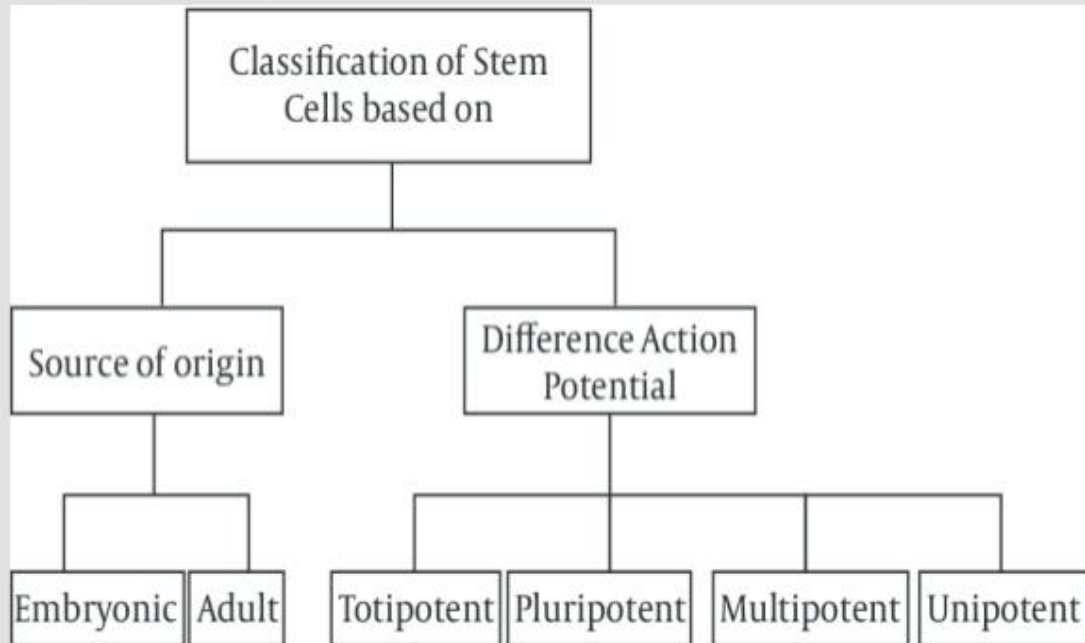 Classification of Stem
Cells based on
Source of origin
Difference Action
Potential
Embryonic
Adult
Totipotent
Pluripotent
Multipotent
Unipotent